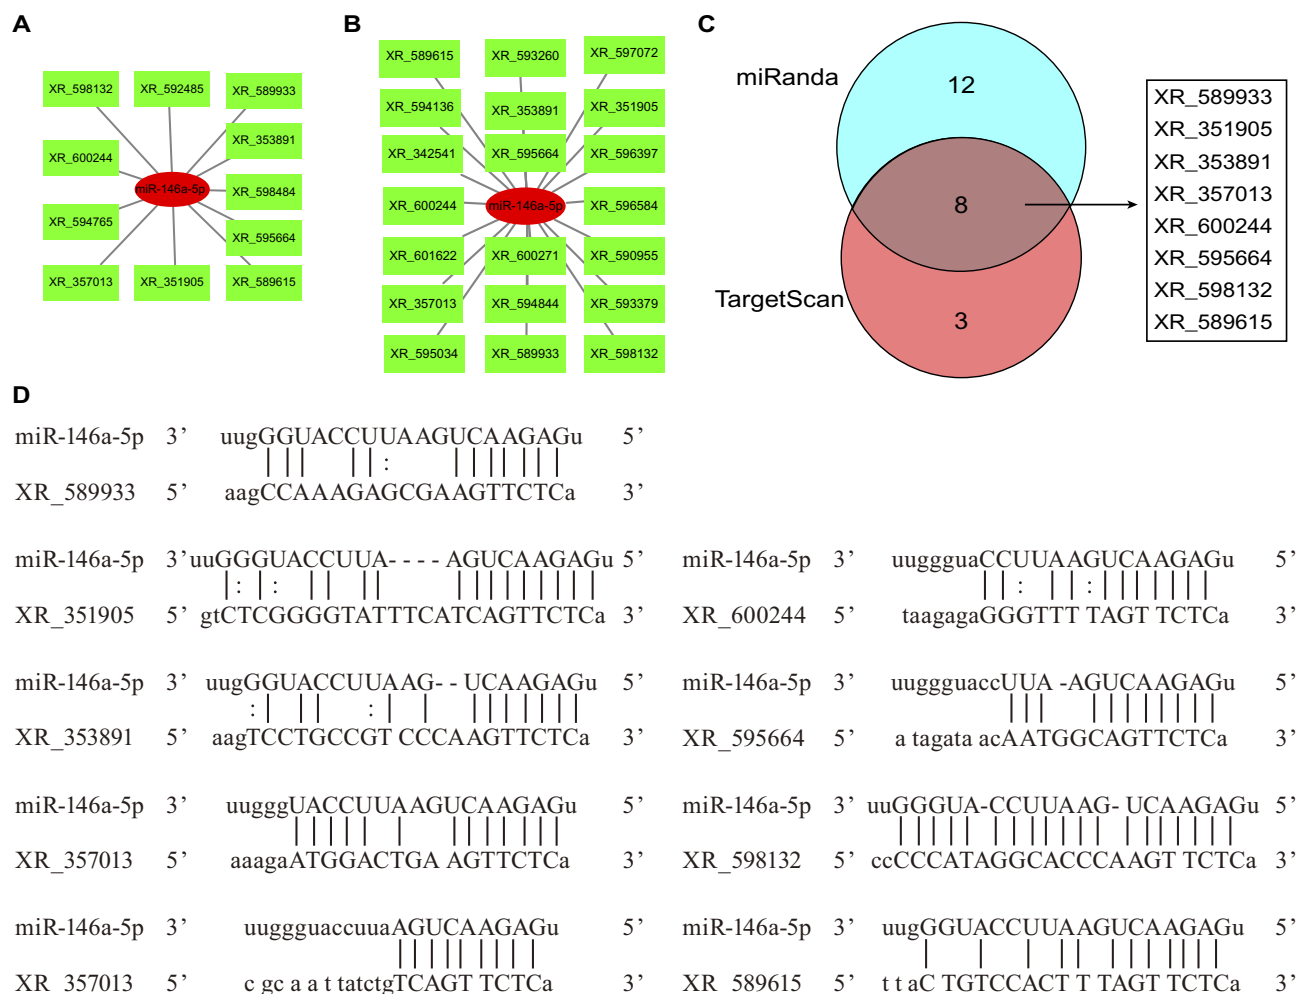 A
XR_598132 XR_592485 XR_589933
XR_353891
XR_600244
miR-146a-5p
XR_598484
XR_594765
XR_595664
XR_357013 XR_351905 XR_589615
B
XR_589615 XR_593260 XR_597072
XR_594136 XR_353891 XR_351905
XR_342541 XR_595664 XR_596397
XR_600244 miR-146a-5p XR_596584
XR_601622 XR_600271 XR_590955
XR_357013 XR_594844 XR_593379
XR_595034 XR_589933 XR_598132
C
miRanda
12
8
TargetScan
3
XR_589933
XR_351905
XR_353891
XR_357013
XR_600244
XR_595664
XR_598132
XR_589615
D
miR-146a-5p 3’ uugGGUACCUUAAGUCAAGAGu 5’
XR_589933 5’ aagCCAAAGAGCGAAGTTCTCa 3’
miR-146a-5p 3’ uuGGGUACCUUA- - - - AGUCAAGAGu 5’
XR_351905 5’ gtCTCGGGGTATTTCATCAGTTCTCa 3’
miR-146a-5p 3’ uugGGUACCUUAAG- - UCAAGAGu 5’
XR_353891 5’ aagTCCTGCCGT CCCAAGTTCTCa 3’
miR-146a-5p 3’ uugggUACCUUAAGUCAAGAGu 5’
XR_357013 5’ aaagaATGGACTGA AGTTCTCa 3’
miR-146a-5p 3’ uugggua­ccuuaAGUCAAGAGu 5’
XR_357013 5’ c gc a a t tatctgTCAGT TCTCa 3’
miR-146a-5p 3’ uuggguaCCUUAAGUCAAGAGu 5’
XR_600244 5’ taagagaGGGTTT TAGT TCTCa 3’
miR-146a-5p 3’ uuggguaccUUA -AGUCAAGAGu 5’
XR_595664 5’ a tagata acAATGGCAGTTCTCa 3’
miR-146a-5p 3’ uuGGGUA-CCUUAAG- UCAAGAGu 5’
XR_598132 5’ ccCCCATAGGCACCCAAGT TCTCa 3’
miR-146a-5p 3’ uugGGUACCUUAAGUCAAGAGu 5’
XR_589615 5’ t t aC TGTCCACT T TAGT TCTCa 3’